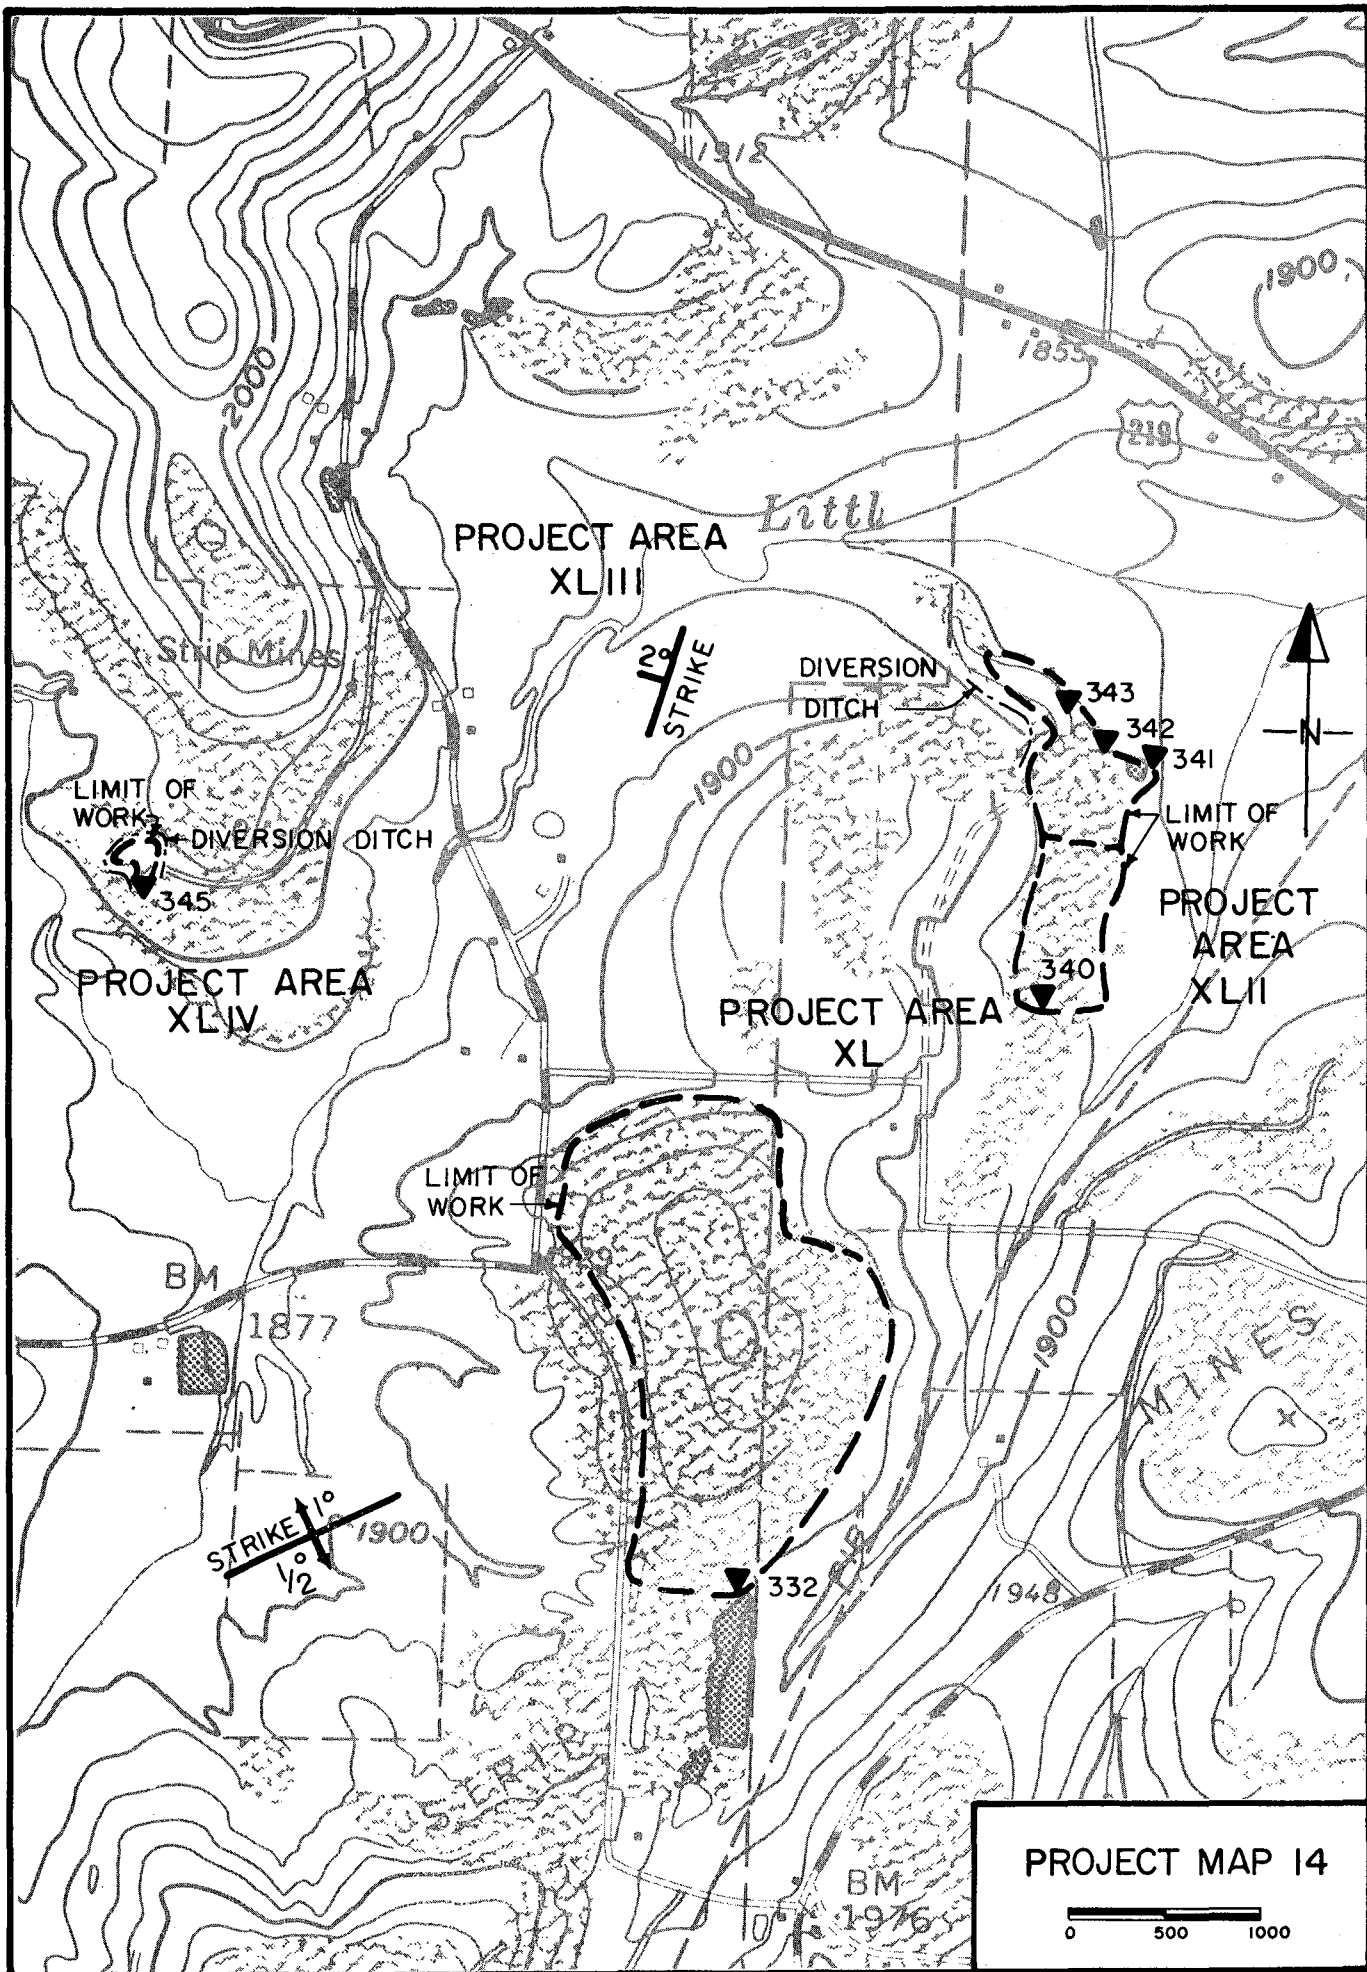 1912
1900
2000
1855
219
Littl
PROJECT AREA
XLIII
Strip Mines
2°
STRIKE
DIVERSION
DITCH
343
342
341
N
1900
LIMIT OF
WORK
DIVERSION DITCH
345
LIMIT OF
WORK
PROJECT
AREA
XLII
340
PROJECT AREA
XLIV
PROJECT AREA
XL
LIMIT OF
WORK
BM
1877
1900
MINES
STRIKE 1°
1/2°
1900
332
1948
STRIP
BM
1976
PROJECT MAP 14
0 500 1000